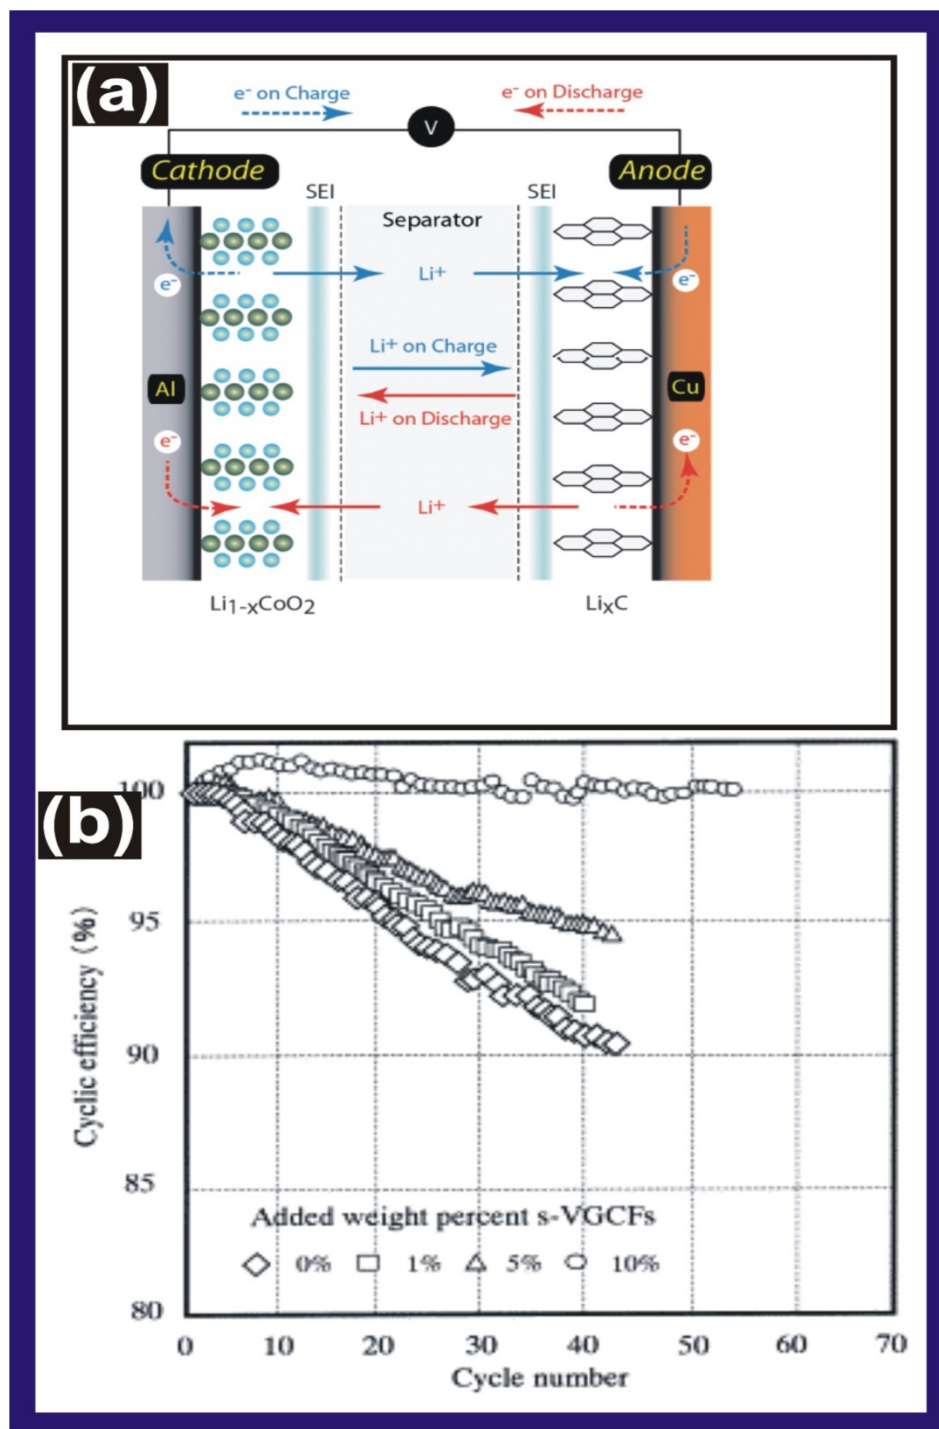 (a)
e- on Charge
e- on Discharge
V
Cathode
Anode
SEI
SEI
Separator
Li+
e-
e-
Li+ on Charge
Al
Cu
Li+ on Discharge
e-
e-
Li+
Li1-xCoO2
LixC
(b)
100
95
90
85
80
Cyclic efficiency (%)
Added weight percent s-VGCFs
0% 1% 5% 10%
0 10 20 30 40 50 60 70
Cycle number